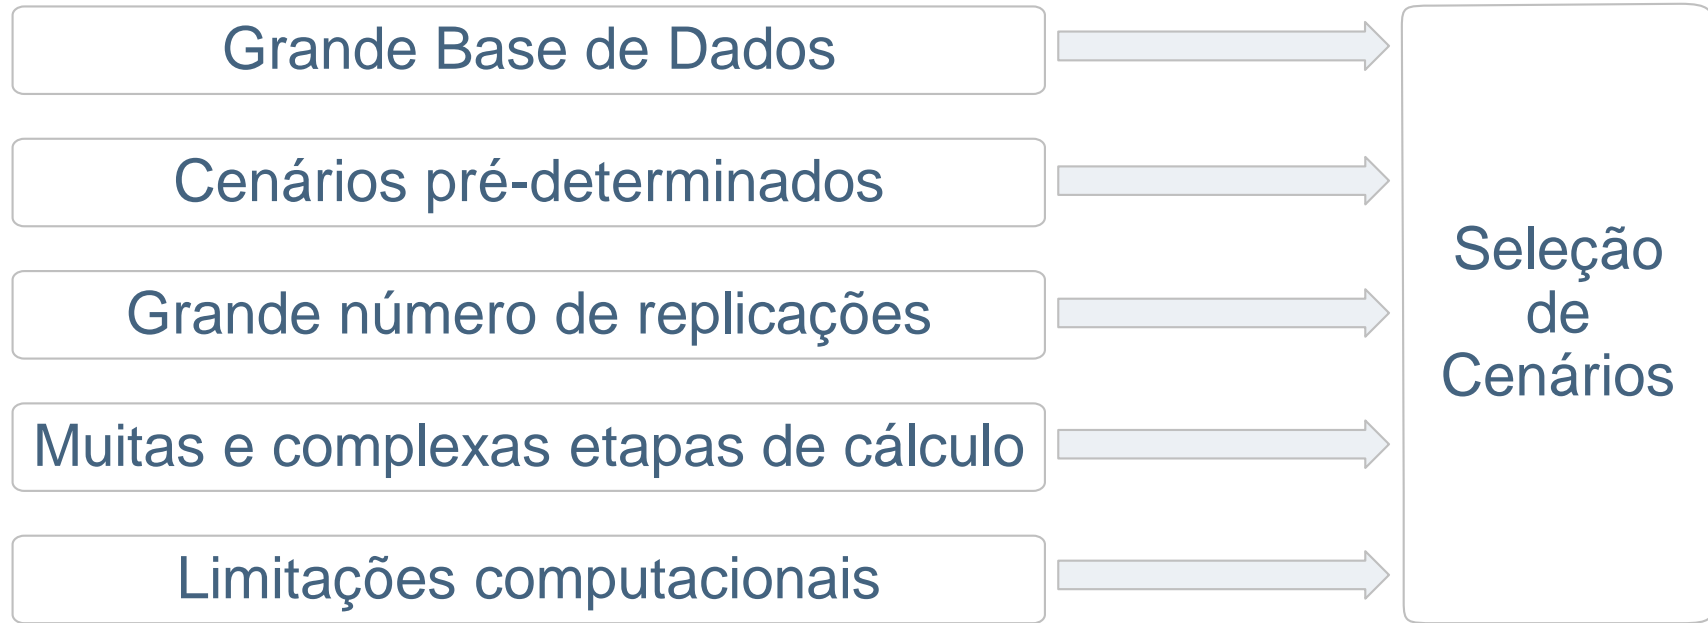 Grande Base de Dados
Cenários pré-determinados
Grande número de replicações
Muitas e complexas etapas de cálculo
Limitações computacionais
Seleção
de
Cenários